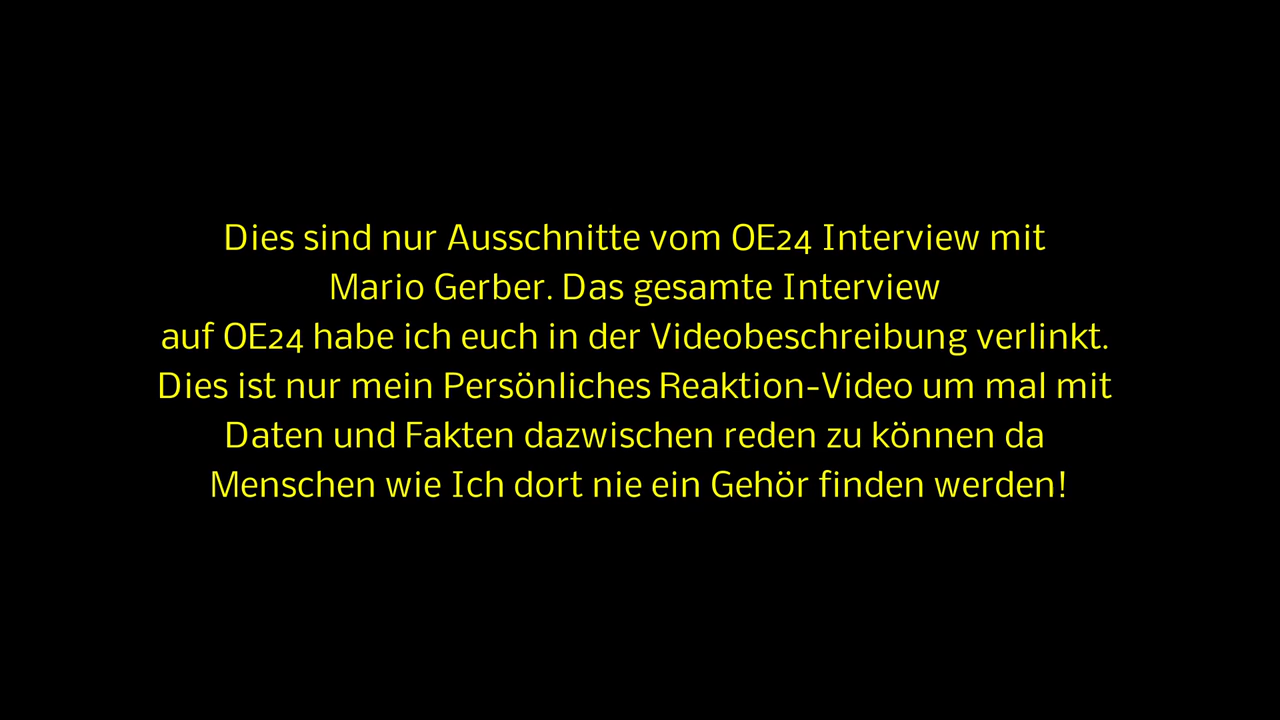 Dies sind nur Ausschnitte vom OE24 Interview mit
Mario Gerber. Das gesamte Interview
auf OE24 habe ich euch in der Videobeschreibung verlinkt.
Dies ist nur mein Persönliches Reaktion-Video um mal mit
Daten und Fakten dazwischen reden zu können da
Menschen wie Ich dort nie ein Gehör finden werden!